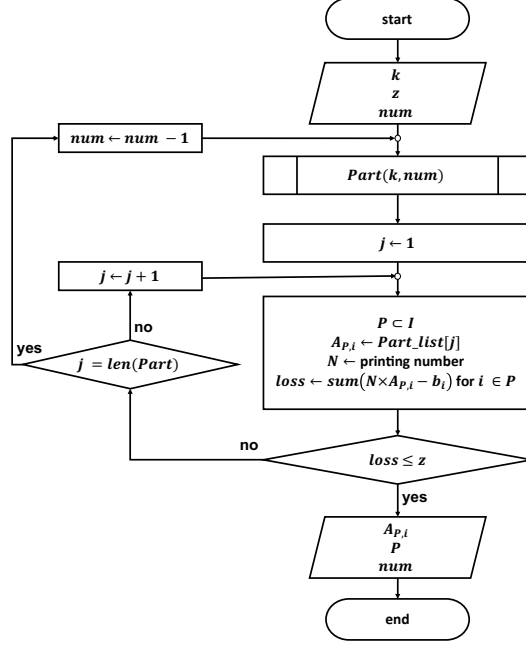 start
k
z
num
num ← num − 1
Part(k, num)
j ← 1
j ← j + 1
P ⊂ I
A_{P,i} ← Part_list[j]
N ← printing number
loss ← sum(N×A_{P,i} − b_i) for i ∈ P
no
yes
j = len(Part)
no
loss ≤ z
yes
A_{P,i}
P
num
end